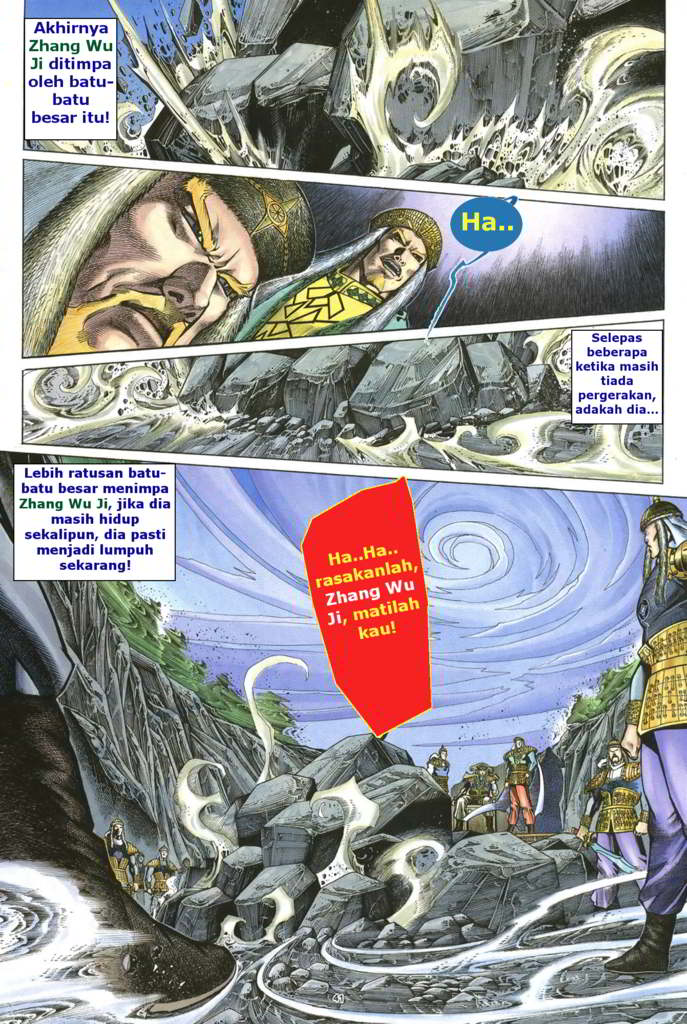 Akhirnya
Zhang Wu
Ji ditimpa
oleh batu-
batu
besar itu!
Ha..
Selepas
beberapa
ketika masih
tiada
pergerakan,
adakah dia...
Lebih ratusan batu-
batu besar menimpa
Zhang Wu Ji, jika dia
masih hidup
sekalipun, dia pasti
menjadi lumpuh
sekarang!
Ha..Ha..
rasakanlah,
Zhang Wu
Ji, matilah
kau!